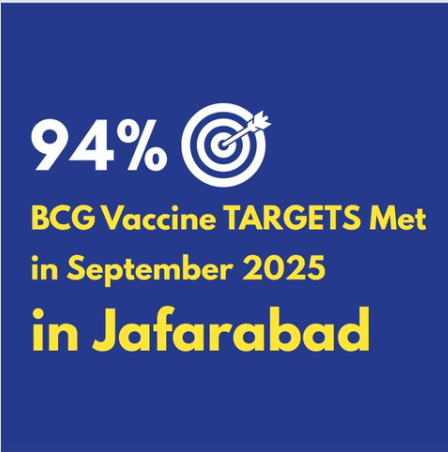 94%
BCG Vaccine TARGETS Met
in September 2025
in Jafarabad